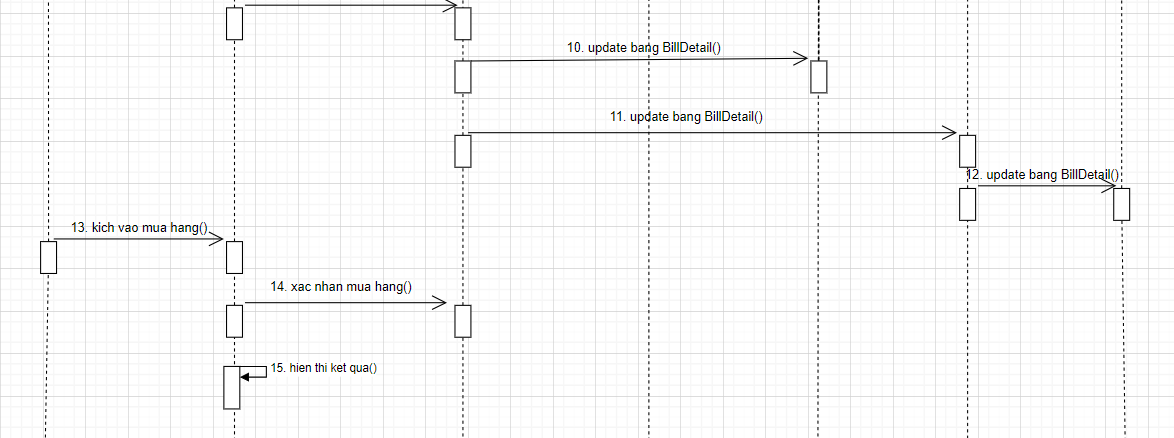 10. update bang BillDetail()
11. update bang BillDetail()
12. update bang BillDetail()
13. kich vao mua hang()
14. xac nhan mua hang()
15. hien thi ket qua()